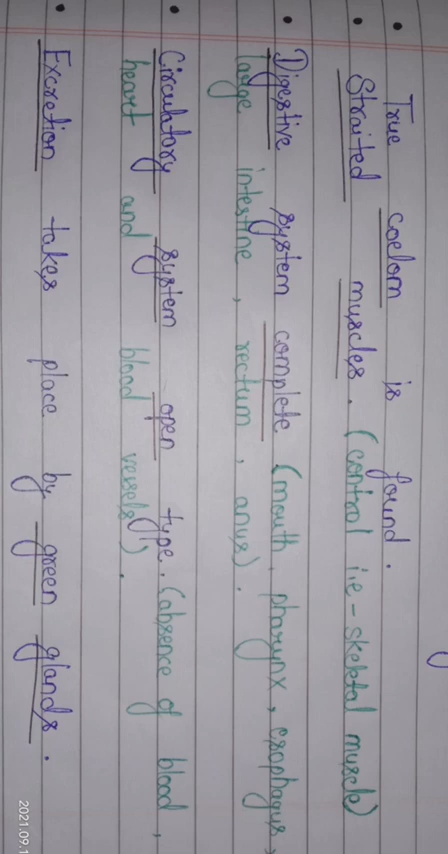 • True coelom is found.
• Straited muscles. (control i.e - skeletal muscle)
• Digestive system complete (mouth, pharynx, esophagus,
large intestine, rectum, anus).
• Circulatory system open type. (absence of blood,
heart and blood vessels).
• Excretion takes place by green glands.
2021.09.1